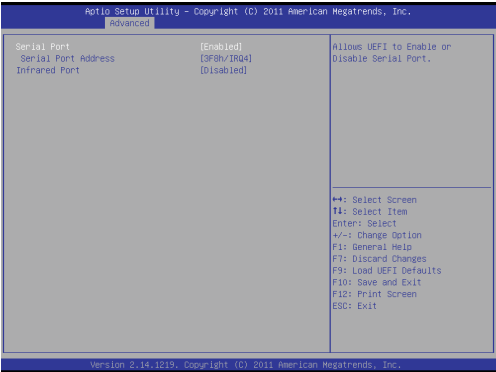 Aptio Setup Utility – Copyright (C) 2011 American Megatrends, Inc.
Advanced
Serial Port [Enabled]
Serial Port Address [3F8h/IRQ4]
Infrared Port [Disabled]
Allows UEFI to Enable or
Disable Serial Port.
↔: Select Screen
↑↓: Select Item
Enter: Select
+/-: Change Option
F1: General Help
F7: Discard Changes
F9: Load UEFI Defaults
F10: Save and Exit
F12: Print Screen
ESC: Exit
Version 2.14.1219. Copyright (C) 2011 American Megatrends, Inc.